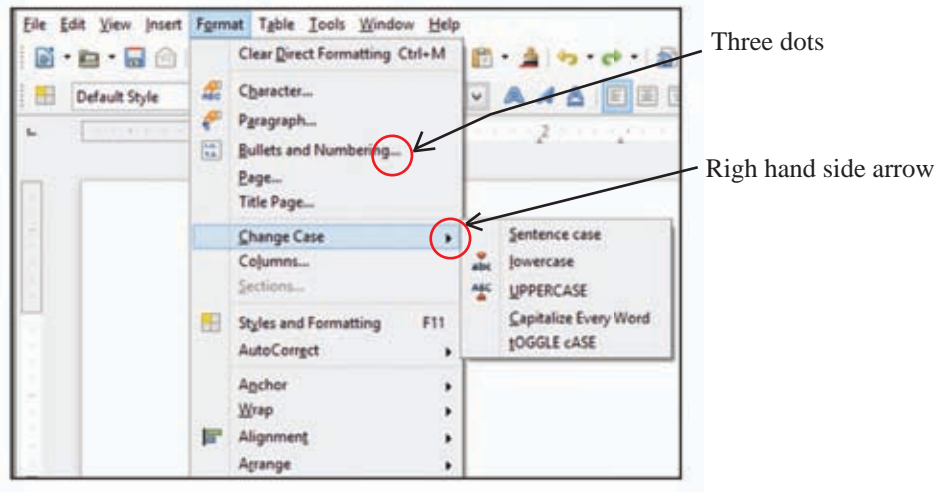 File Edit View Insert Format Table Tools Window Help
Three dots
Clear Direct Formatting Ctrl+M
Default Style
Character...
Paragraph...
2
Bullets and Numbering...
Page...
Righ hand side arrow
Title Page...
Change Case
Sentence case
Columns...
lowercase
Sections...
UPPERCASE
Capitalize Every Word
Styles and Formatting F11
tOGGLE cASE
AutoCorrect
Anchor
Wrap
Alignment
Arrange